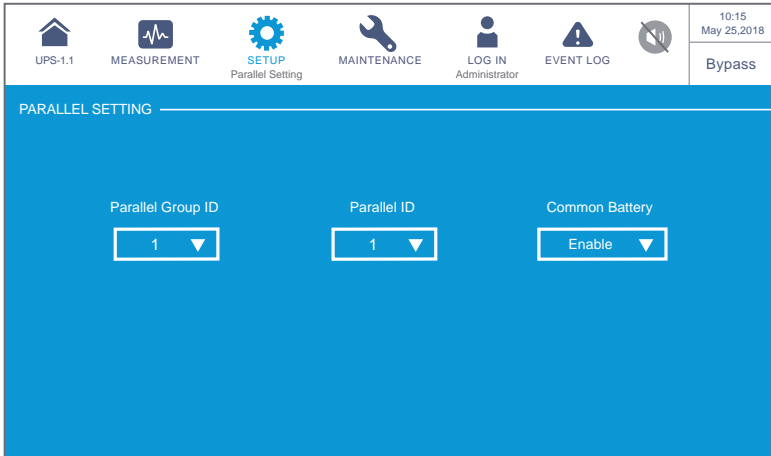 UPS-1.1
MEASUREMENT
SETUP
Parallel Setting
MAINTENANCE
LOG IN
Administrator
EVENT LOG
10:15
May 25,2018
Bypass
PARALLEL SETTING
Parallel Group ID
Parallel ID
Common Battery
1
1
Enable